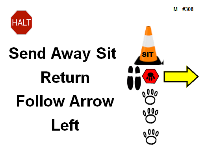 HALT
SIT
Send Away Sit
Return
Follow Arrow
Left